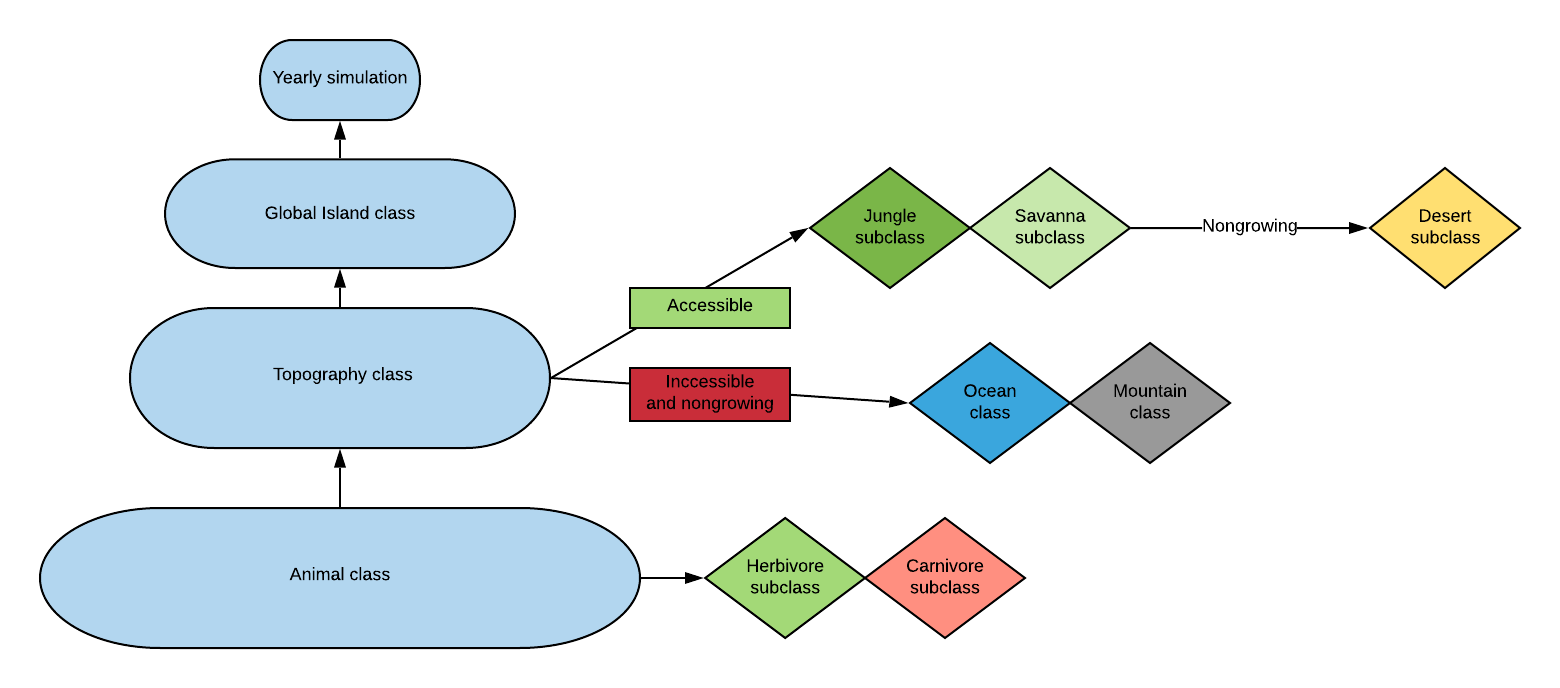 Yearly simulation
Global Island class
Jungle
subclass
Savanna
subclass
Nongrowing
Desert
subclass
Accessible
Topography class
Inccessible
and nongrowing
Ocean
class
Mountain
class
Animal class
Herbivore
subclass
Carnivore
subclass